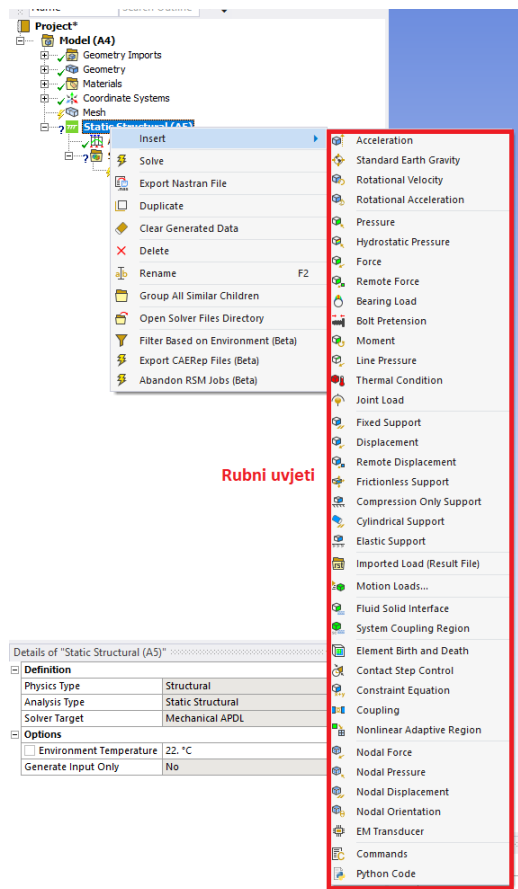 Name Search Outline
Project*
Model (A4)
Geometry Imports
Geometry
Materials
Coordinate Systems
Mesh
Static Structural (A5)
Insert
Solve
Export Nastran File
Duplicate
Clear Generated Data
Delete
Rename F2
Group All Similar Children
Open Solver Files Directory
Filter Based on Environment (Beta)
Export CAERep Files (Beta)
Abandon RSM Jobs (Beta)
Acceleration
Standard Earth Gravity
Rotational Velocity
Rotational Acceleration
Pressure
Hydrostatic Pressure
Force
Remote Force
Bearing Load
Bolt Pretension
Moment
Line Pressure
Thermal Condition
Joint Load
Fixed Support
Displacement
Remote Displacement
Frictionless Support
Compression Only Support
Cylindrical Support
Elastic Support
Imported Load (Result File)
Motion Loads...
Fluid Solid Interface
System Coupling Region
Element Birth and Death
Contact Step Control
Constraint Equation
Coupling
Nonlinear Adaptive Region
Nodal Force
Nodal Pressure
Nodal Displacement
Nodal Orientation
EM Transducer
Commands
Python Code
Rubni uvjeti
Details of "Static Structural (A5)"
Definition
Physics Type Structural
Analysis Type Static Structural
Solver Target Mechanical APDL
Options
Environment Temperature 22. °C
Generate Input Only No